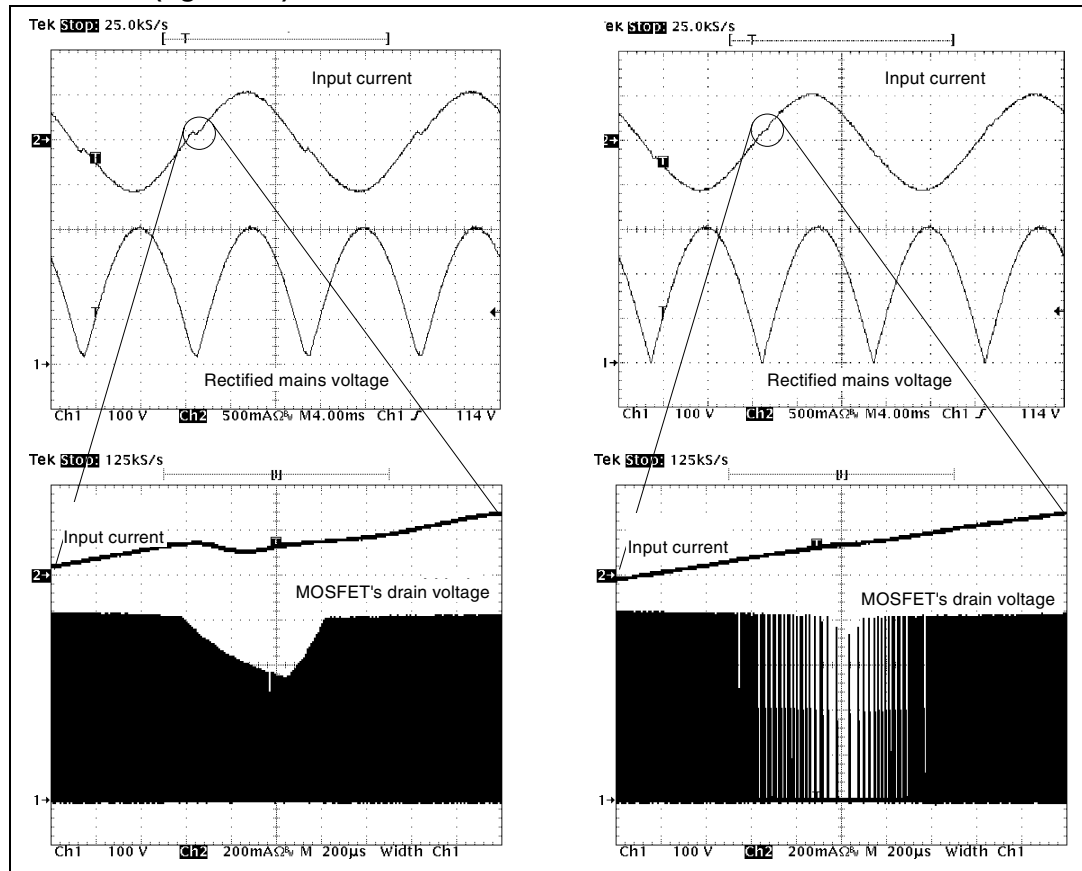 Tek Stop: 25.0kS/s
T
Input current
2→
T
T
1→
Rectified mains voltage
Ch1 100 V Ch2 500mAΩ M4.00ms Ch1 114 V
ek Stop: 25.0kS/s
T
Input current
2→
T
T
1→
Rectified mains voltage
Ch1 100 V Ch2 500mAΩ M4.00ms Ch1 114 V
Tek Stop: 125kS/s
Input current
T
2→
MOSFET's drain voltage
1→
Ch1 100 V Ch2 200mAΩ M 200µs Width Ch1
Tek Stop: 125kS/s
Input current
T
2→
MOSFET's drain voltage
1→
Ch1 100 V Ch2 200mAΩ M 200µs Width Ch1